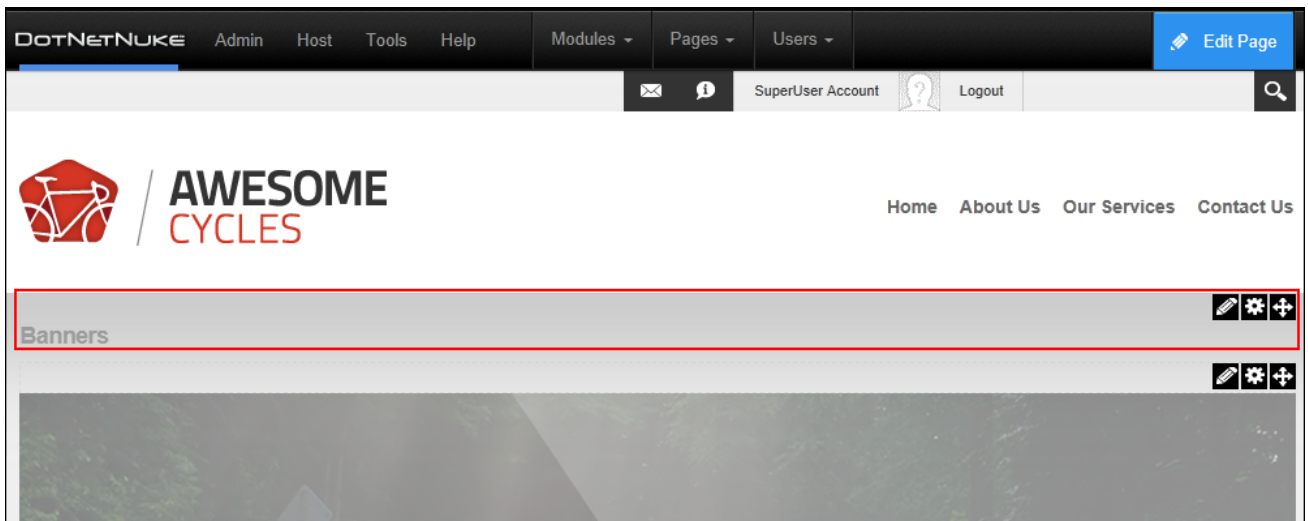 DOTNETNUKE Admin Host Tools Help Modules Pages Users Edit Page
SuperUser Account Logout
AWESOME
CYCLES
Home About Us Our Services Contact Us
Banners